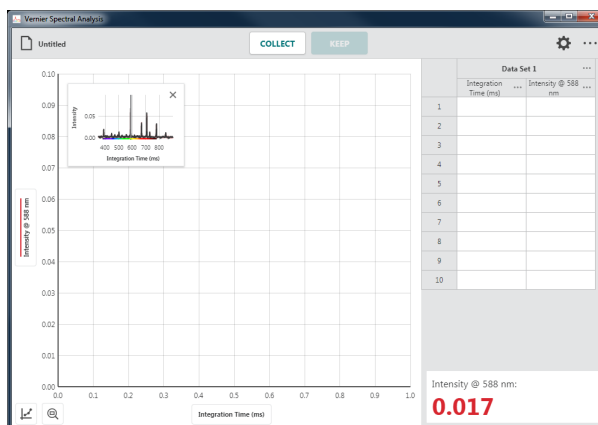 Vernier Spectral Analysis
Untitled
COLLECT
KEEP
0.10
0.09
0.08
0.07
0.06
0.05
0.04
0.03
0.02
0.01
0.00
Intensity @ 588 nm
0.0
0.1
0.2
0.3
0.4
0.5
0.6
0.7
0.8
0.9
1.0
Integration Time (ms)
Intensity
0.05
0.00
400 500 600 700 800
Integration Time (ms)
Data Set 1
Integration
Time (ms)
Intensity @ 588
nm
1
2
3
4
5
6
7
8
9
10
Intensity @ 588 nm:
0.017